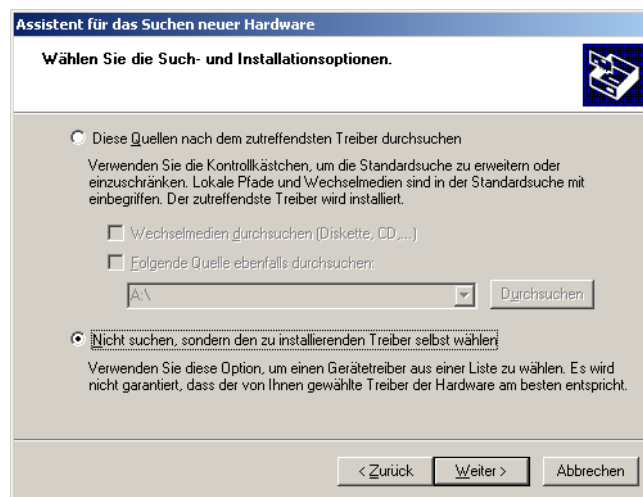 Assistent für das Suchen neuer Hardware
Wählen Sie die Such- und Installationsoptionen.
Diese Quellen nach dem zutreffendsten Treiber durchsuchen
Verwenden Sie die Kontrollkästchen, um die Standardsuche zu erweitern oder
einzuschränken. Lokale Pfade und Wechselmedien sind in der Standardsuche mit
einbegriffen. Der zutreffendste Treiber wird installiert.
Wechselmedien durchsuchen (Diskette, CD,...)
Folgende Quelle ebenfalls durchsuchen:
A:\ Durchsuchen
Nicht suchen, sondern den zu installierenden Treiber selbst wählen
Verwenden Sie diese Option, um einen Gerätetreiber aus einer Liste zu wählen. Es wird
nicht garantiert, dass der von Ihnen gewählte Treiber der Hardware am besten entspricht.
< Zurück Weiter > Abbrechen